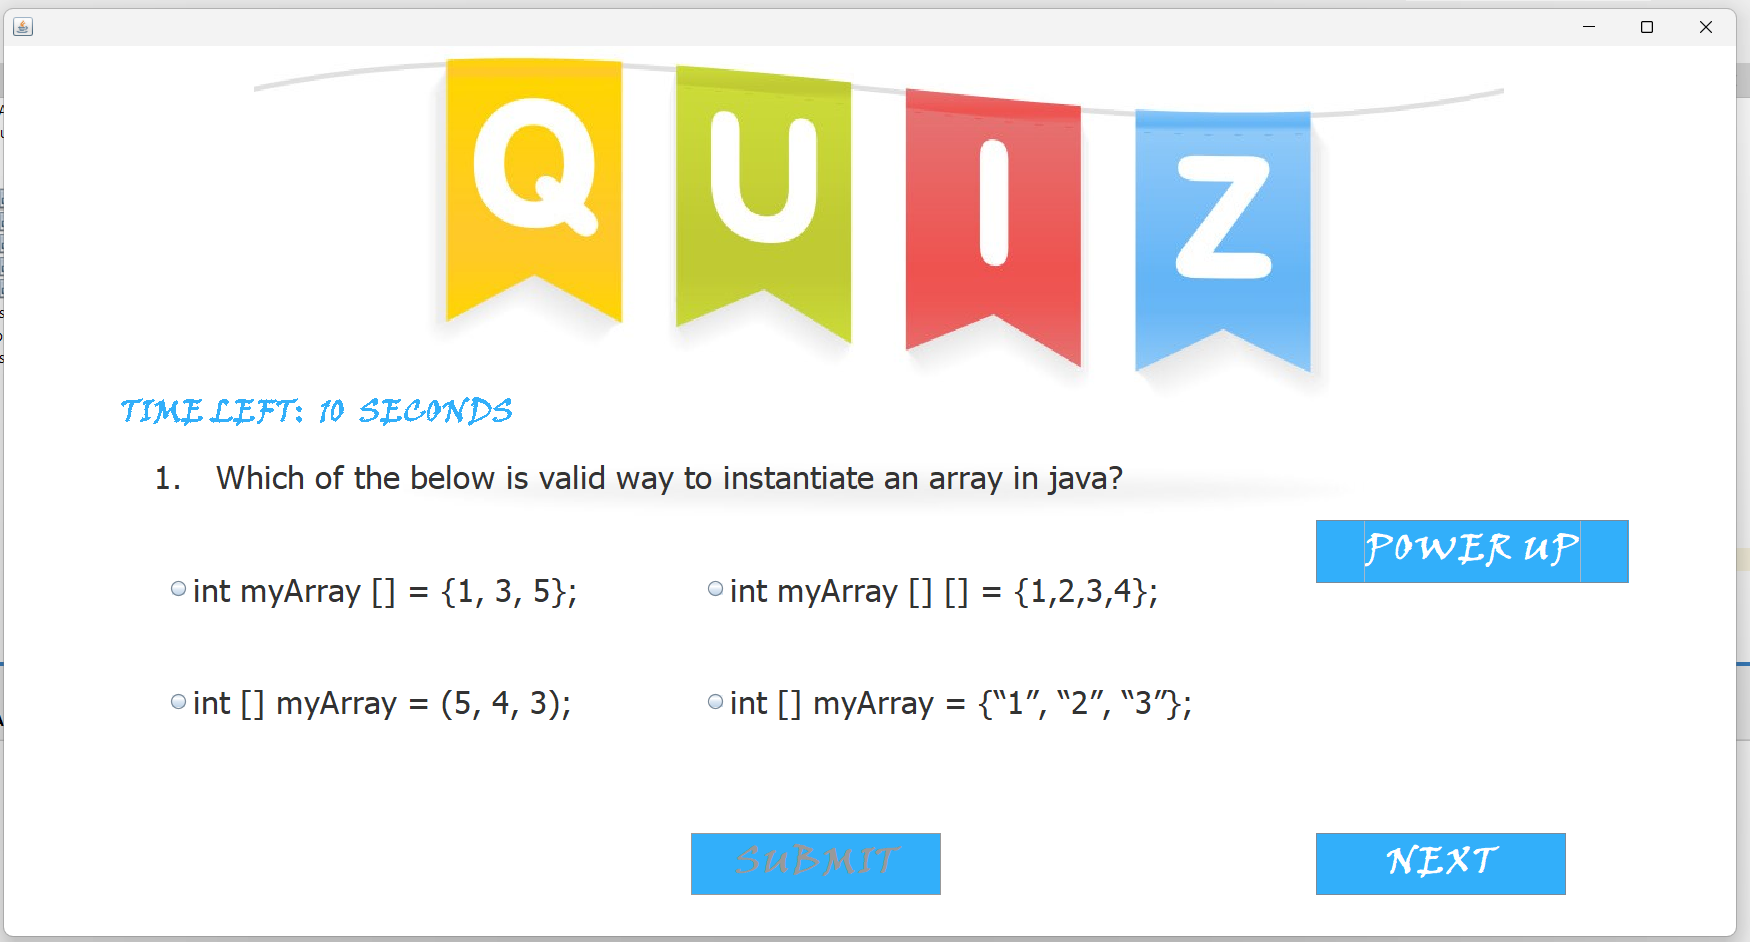 QUIZ
TIME LEFT: 10 SECONDS
1. Which of the below is valid way to instantiate an array in java?
POWER UP
int myArray [] = {1, 3, 5};
int myArray [] [] = {1,2,3,4};
int [] myArray = (5, 4, 3);
int [] myArray = {“1”, “2”, “3”};
SUBMIT
NEXT